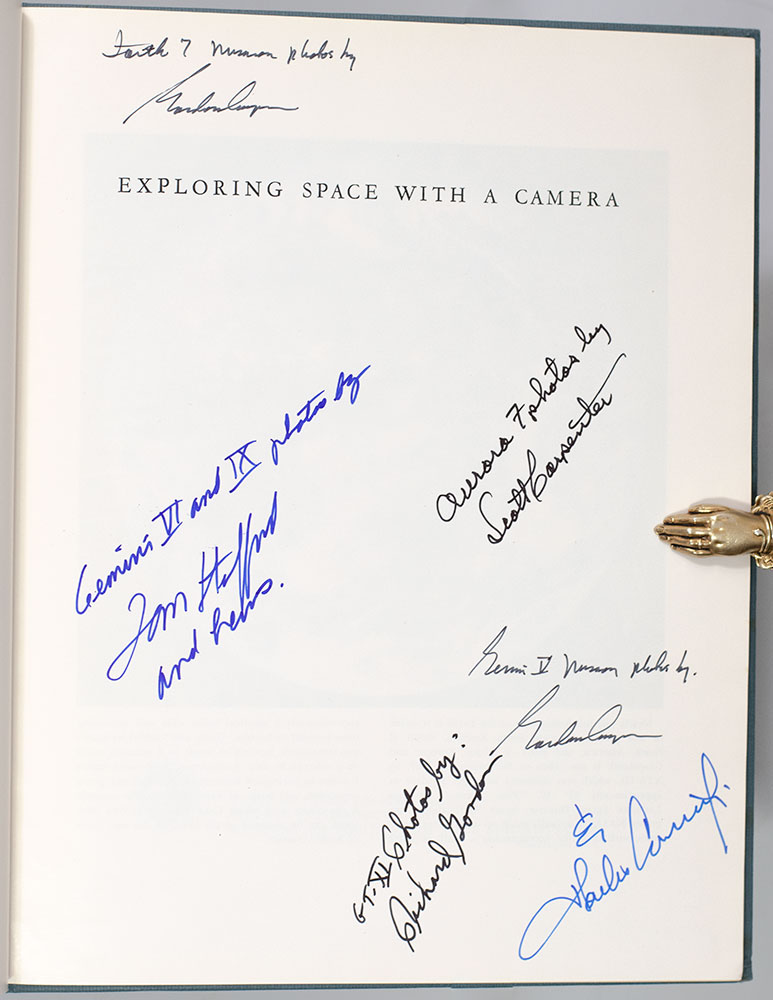 Faith 7 Mission photos by
Gordon Cooper
EXPLORING SPACE WITH A CAMERA
Aurora 7 photos by
Scott Carpenter
Gemini VI and IX photos by
Tom Stafford
and crews.
Gemini V Mission photos by.
Gordon Cooper
GT-XI Photos by:
Richard Gordon
&
Charles Conrad Jr.